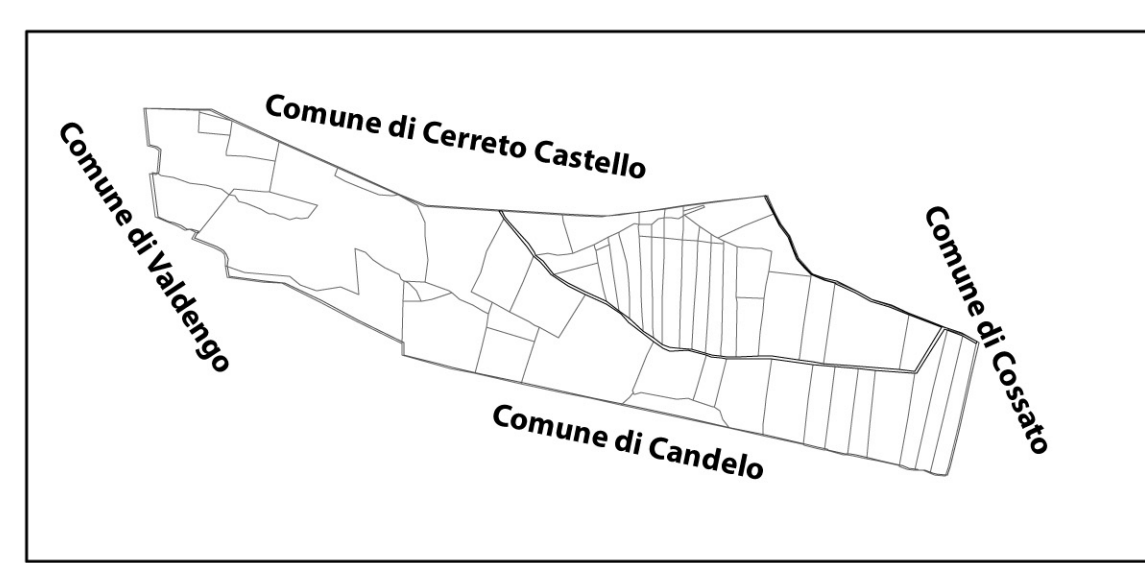 Comune di Cerreto Castello
Comune di Valdengo
Comune di Cossato
Comune di Candelo